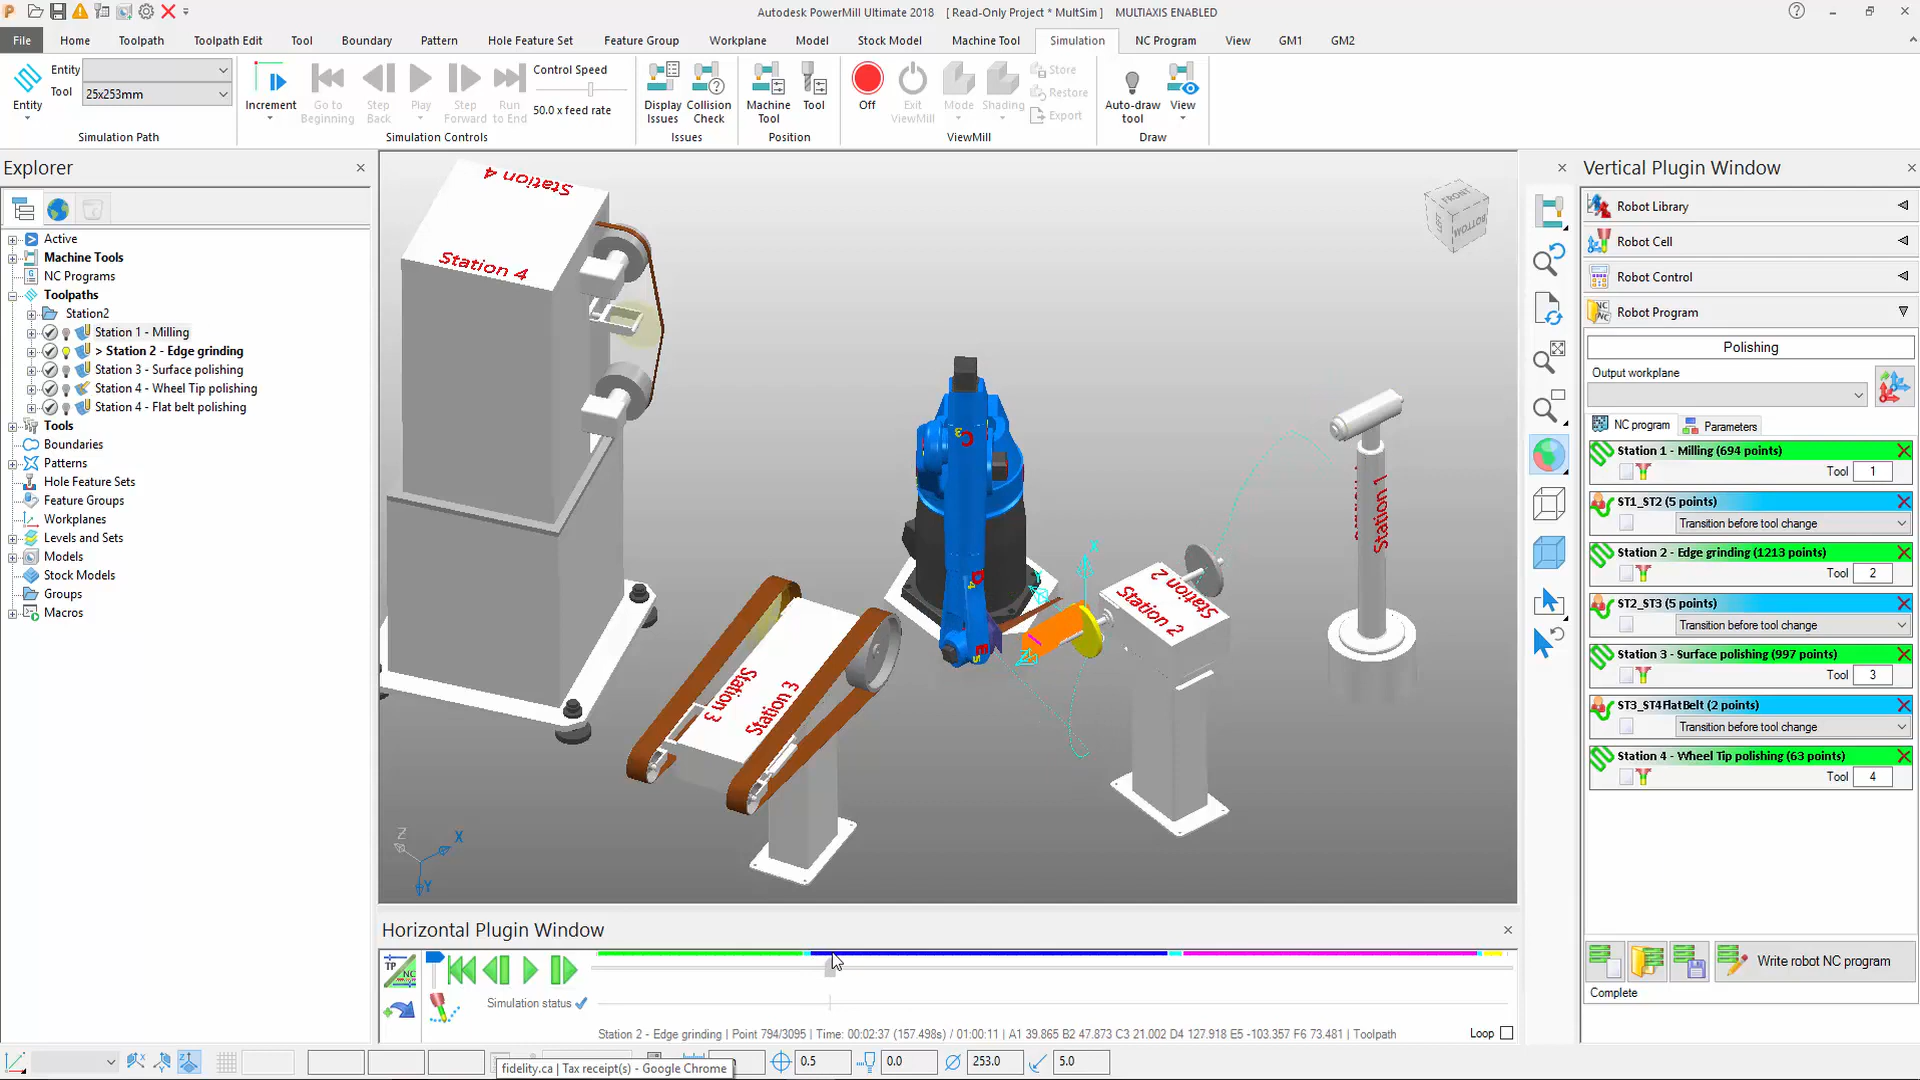 Autodesk PowerMill Ultimate 2018 [ Read-Only Project * MultSim ] MULTIAXIS ENABLED
File Home Toolpath Toolpath Edit Tool Boundary Pattern Hole Feature Set Feature Group Workplane Model Stock Model Machine Tool Simulation NC Program View GM1 GM2
Entity
Tool 25x253mm
Entity
Simulation Path
Increment
Go to Beginning
Step Back
Play
Step Forward
Run to End
Control Speed
50.0 x feed rate
Simulation Controls
Display Issues
Collision Check
Issues
Machine Tool
Tool
Position
Off
Exit ViewMill
Mode
Shading
Store
Restore
Export
ViewMill
Auto-draw tool
View
Draw
Explorer
Active
Machine Tools
NC Programs
Toolpaths
Station2
Station 1 - Milling
> Station 2 - Edge grinding
Station 3 - Surface polishing
Station 4 - Wheel Tip polishing
Station 4 - Flat belt polishing
Tools
Boundaries
Patterns
Hole Feature Sets
Feature Groups
Workplanes
Levels and Sets
Models
Stock Models
Groups
Macros
Station 4
Station 4
C 3
D 4
E 5
Station 3
Station 3
Station 2
Station 2
Station 1
X
Y
Z
FRONT
BOTTOM
Z
X
Y
Vertical Plugin Window
Robot Library
Robot Cell
Robot Control
Robot Program
Polishing
Output workplane
NC program Parameters
Station 1 - Milling (694 points)
Tool 1
ST1_ST2 (5 points)
Transition before tool change
Station 2 - Edge grinding (1213 points)
Tool 2
ST2_ST3 (5 points)
Transition before tool change
Station 3 - Surface polishing (997 points)
Tool 3
ST3_ST4FlatBelt (2 points)
Transition before tool change
Station 4 - Wheel Tip polishing (63 points)
Tool 4
Write robot NC program
Complete
Horizontal Plugin Window
TP
NC
Simulation status
Station 2 - Edge grinding | Point 794/3095 | Time: 00:02:37 (157.498s) / 01:00:11 | A1 39.865 B2 47.873 C3 21.002 D4 127.918 E5 -103.357 F6 73.481 | Toolpath
Loop
fidelity.ca | Tax receipt(s) - Google Chrome
0.5 0.0 253.0 5.0